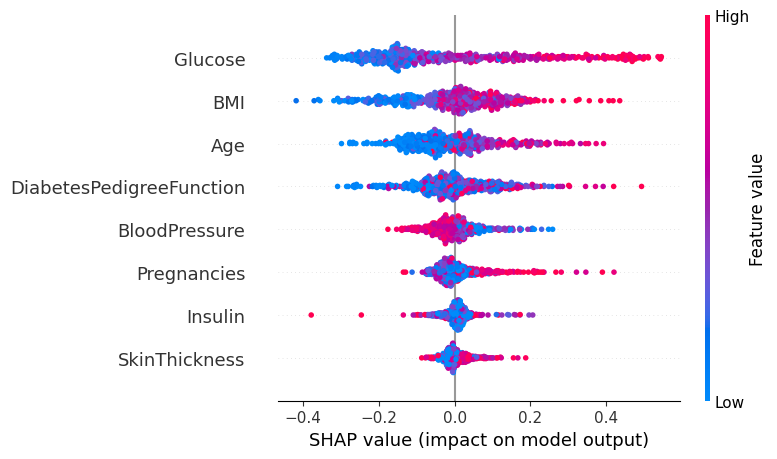 High
Glucose
BMI
Age
DiabetesPedigreeFunction
BloodPressure
Pregnancies
Insulin
SkinThickness
Feature value
Low
−0.4 −0.2 0.0 0.2 0.4
SHAP value (impact on model output)